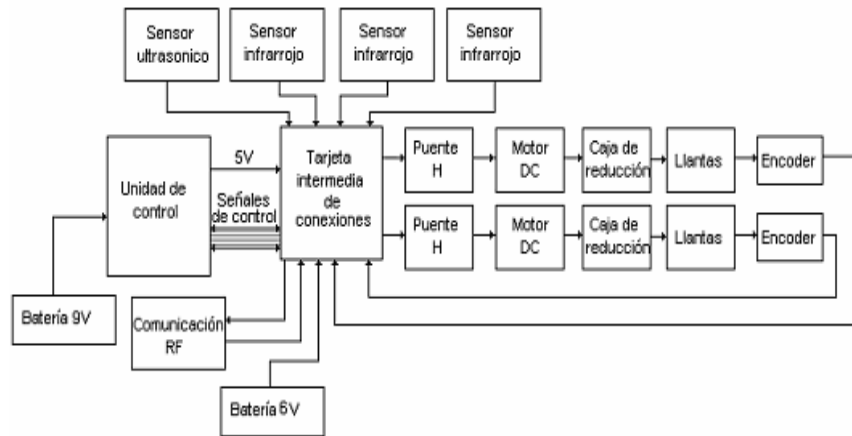 Sensor
ultrasonico
Sensor
infrarrojo
Sensor
infrarrojo
Sensor
infrarrojo
Unidad de
control
5V
Señales
de control
Tarjeta
intermedia
de
conexiones
Puente
H
Motor
DC
Caja de
reducción
Llantas
Encoder
Puente
H
Motor
DC
Caja de
reducción
Llantas
Encoder
Batería 9V
Comunicación
RF
Batería 6V